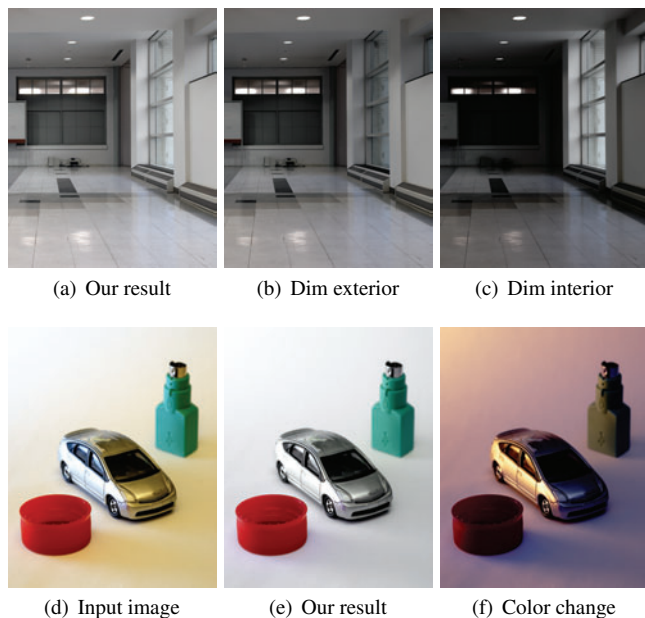 (a) Our result
(b) Dim exterior
(c) Dim interior
(d) Input image
(e) Our result
(f) Color change